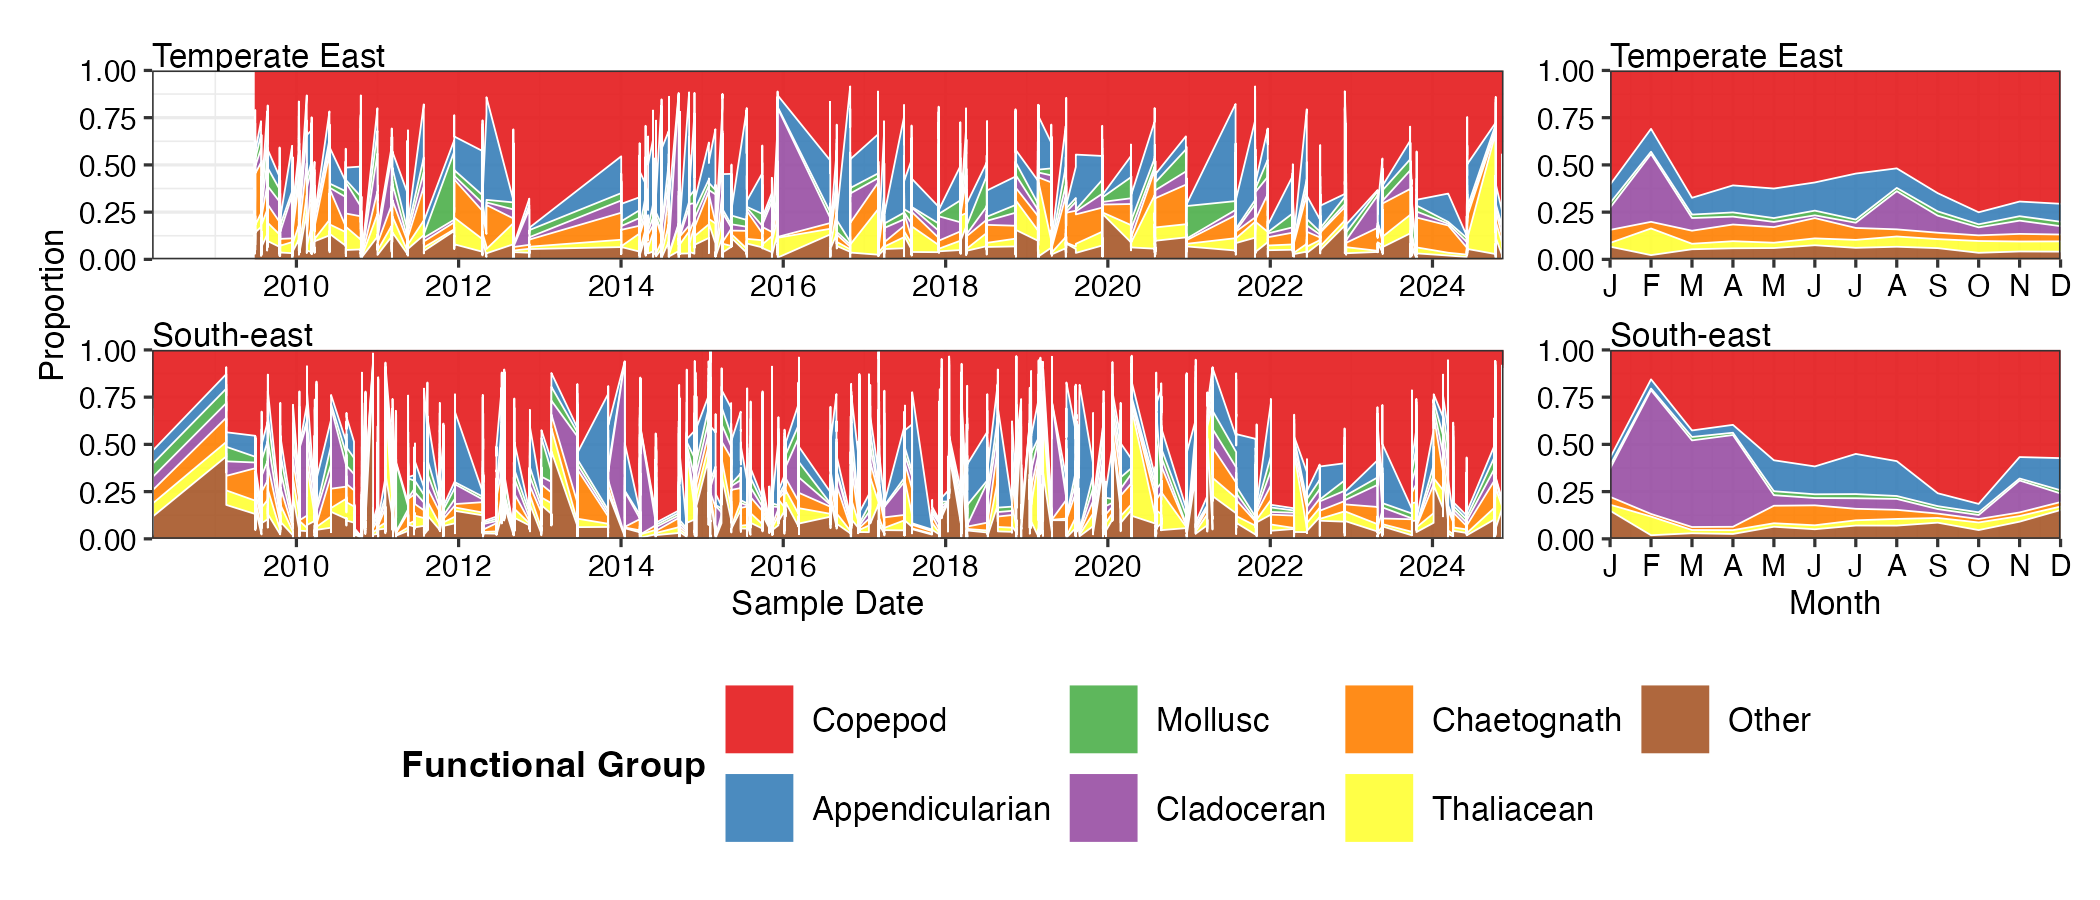 Temperate East
Temperate East
1.00
0.75
0.50
0.25
0.00
1.00
0.75
0.50
0.25
0.00
2010 2012 2014 2016 2018 2020 2022 2024
J F M A M J J A S O N D
Proportion
South-east
South-east
1.00
0.75
0.50
0.25
0.00
1.00
0.75
0.50
0.25
0.00
2010 2012 2014 2016 2018 2020 2022 2024
J F M A M J J A S O N D
Sample Date
Month
Functional Group
Copepod Mollusc Chaetognath Other
Appendicularian Cladoceran Thaliacean